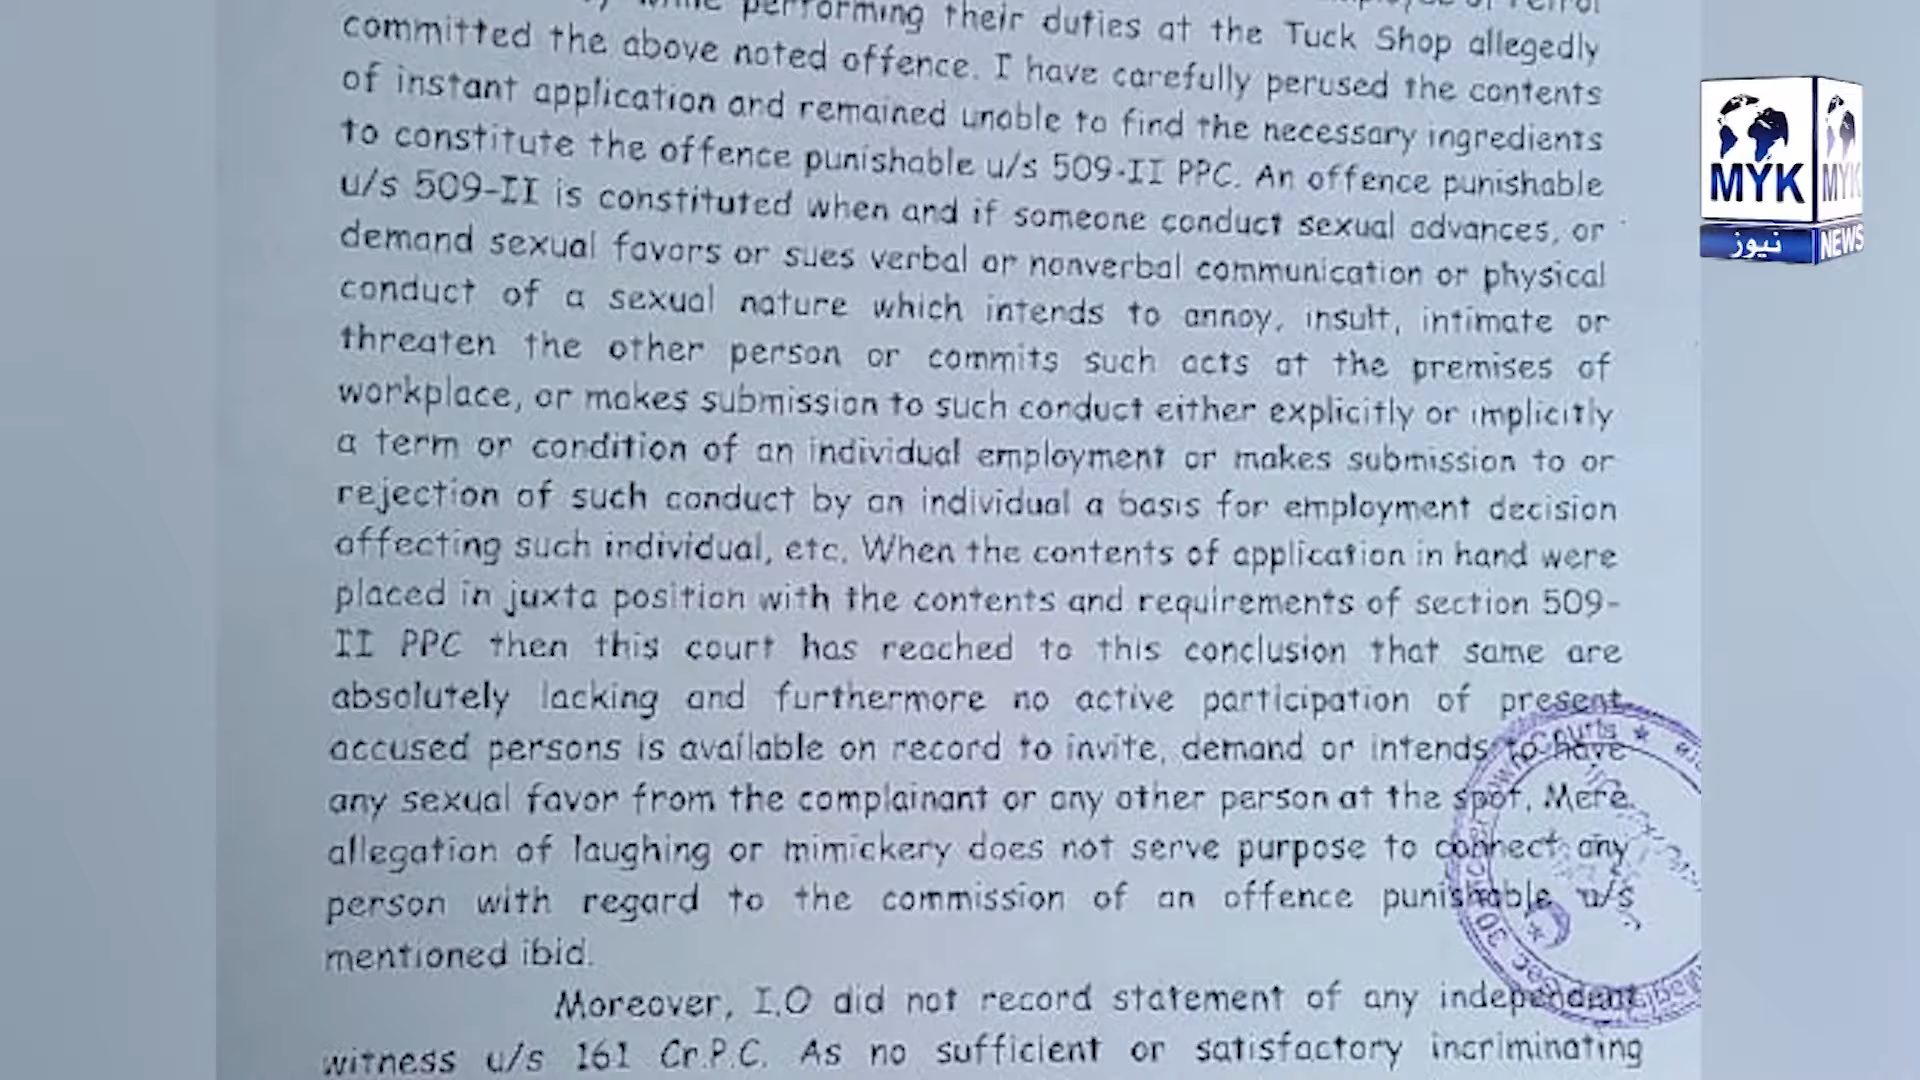 performing their duties at the Tuck Shop allegedly
committed the above noted offence. I have carefully perused the contents
of instant application and remained unable to find the necessary ingredients
to constitute the offence punishable u/s 509-II PPC. An offence punishable
u/s 509-II is constituted when and if someone conduct sexual advances, or
demand sexual favors or sues verbal or nonverbal communication or physical
conduct of a sexual nature which intends to annoy, insult, intimate or
threaten the other person or commits such acts at the premises of
workplace, or makes submission to such conduct either explicitly or implicitly
a term or condition of an individual employment or makes submission to or
rejection of such conduct by an individual a basis for employment decision
affecting such individual, etc. When the contents of application in hand were
placed in juxta position with the contents and requirements of section 509-
II PPC then this court has reached to this conclusion that same are
absolutely lacking and furthermore no active participation of present
accused persons is available on record to invite, demand or intends to have
any sexual favor from the complainant or any other person at the spot. Mere
allegation of laughing or mimickery does not serve purpose to connect any
person with regard to the commission of an offence punishable u/s
mentioned ibid.
Moreover, I.O did not record statement of any independent
witness u/s 161 Cr.P.C. As no sufficient or satisfactory incriminating
MYK
MYK
نیوز
NEWS
30 Dec